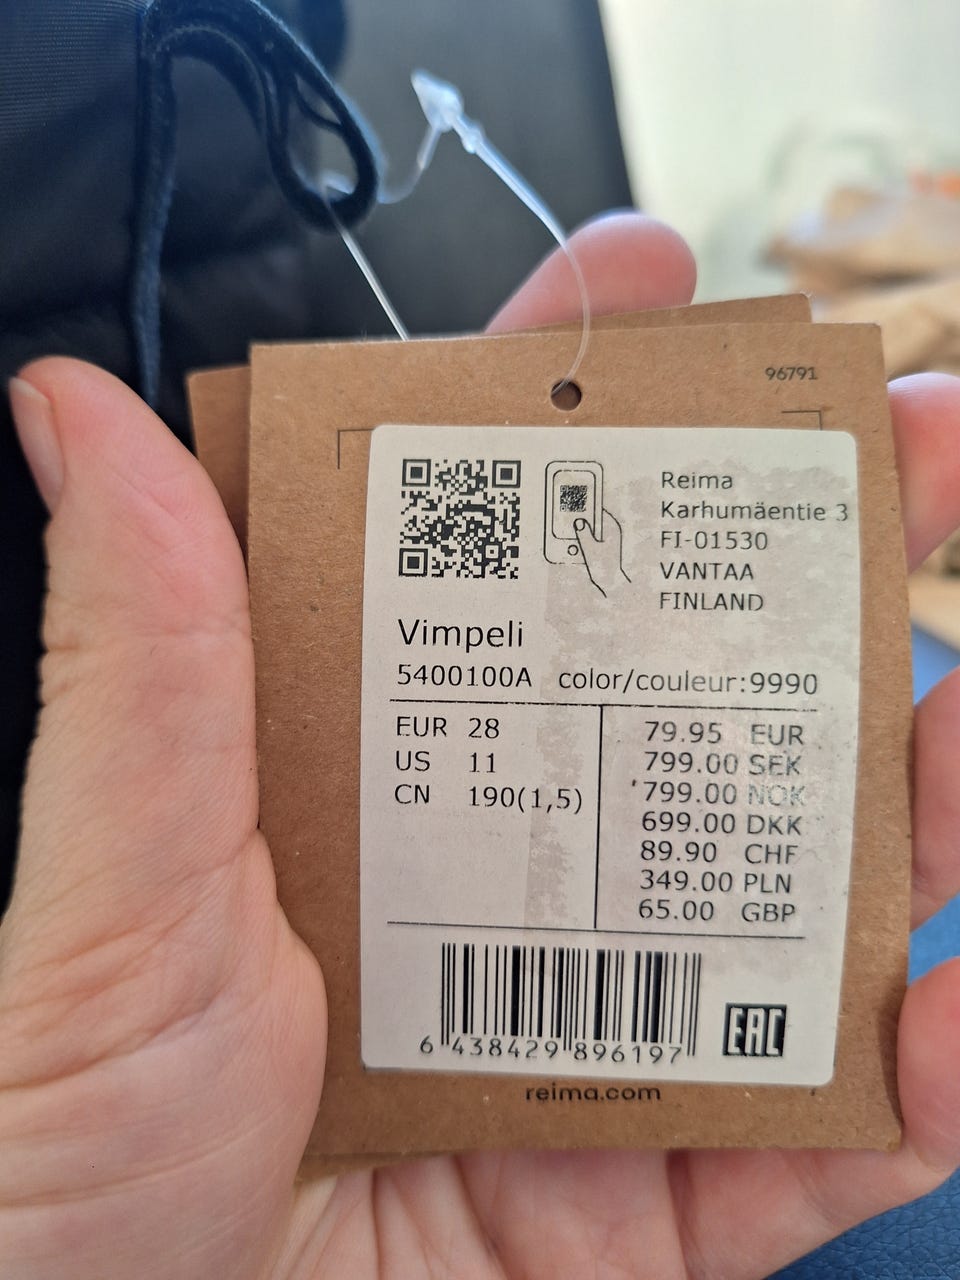 96791
Reima
Karhumäentie 3
FI-01530
VANTAA
FINLAND
Vimpeli
5400100A color/couleur:9990
EUR 28
US 11
CN 190(1,5)
79.95 EUR
799.00 SEK
799.00 NOK
699.00 DKK
89.90 CHF
349.00 PLN
65.00 GBP
6 438429 896197
EAC
reima.com